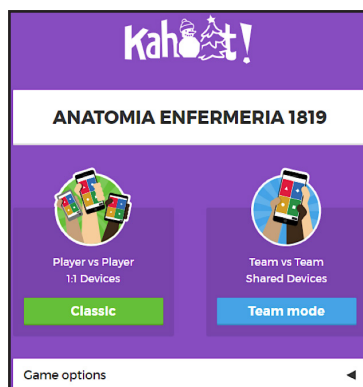 Kahoot!
ANATOMIA ENFERMERIA 1819
Player vs Player
1:1 Devices
Classic
Team vs Team
Shared Devices
Team mode
Game options